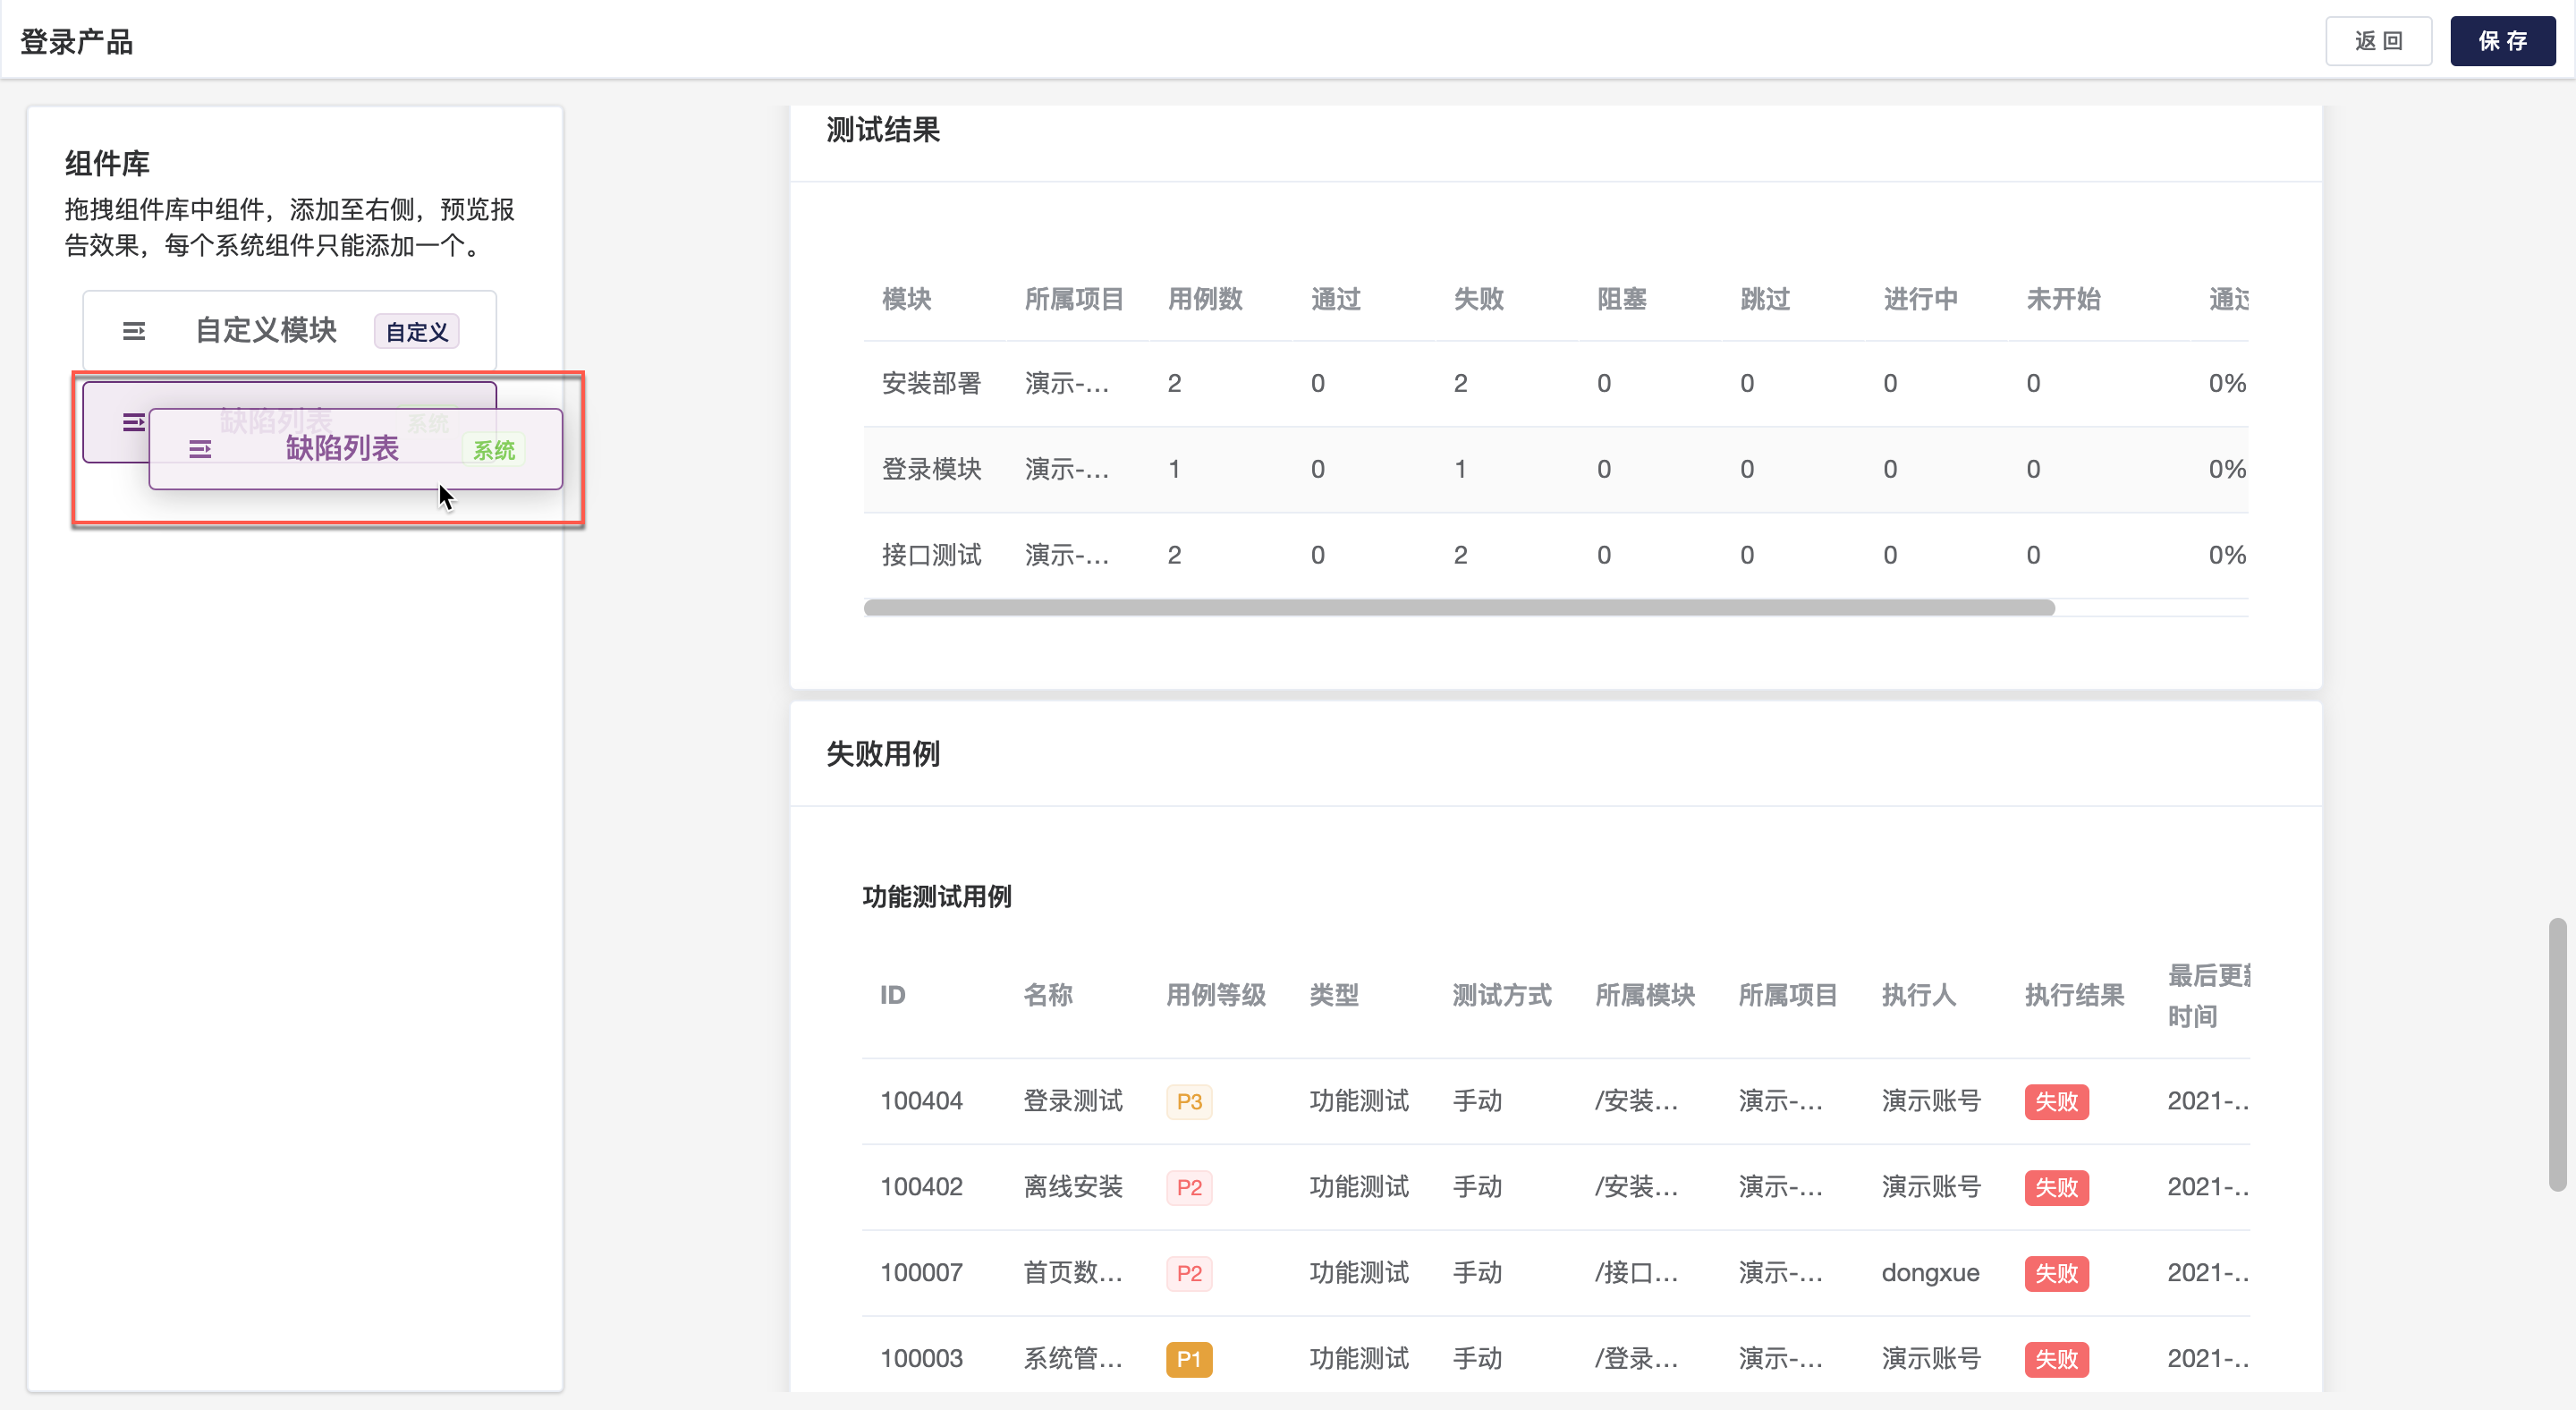 登录产品
返 回
保 存
组件库
拖拽组件库中组件，添加至右侧，预览报
告效果，每个系统组件只能添加一个。
自定义模块 自定义
缺陷列表 系统
缺陷列表 系统
测试结果
模块 所属项目 用例数 通过 失败 阻塞 跳过 进行中 未开始 通过
安装部署 演示-... 2 0 2 0 0 0 0 0%
登录模块 演示-... 1 0 1 0 0 0 0 0%
接口测试 演示-... 2 0 2 0 0 0 0 0%
失败用例
功能测试用例
ID 名称 用例等级 类型 测试方式 所属模块 所属项目 执行人 执行结果 最后更新
时间
100404 登录测试 P3 功能测试 手动 /安装... 演示-... 演示账号 失败 2021-..
100402 离线安装 P2 功能测试 手动 /安装... 演示-... 演示账号 失败 2021-..
100007 首页数... P2 功能测试 手动 /接口... 演示-... dongxue 失败 2021-..
100003 系统管... P1 功能测试 手动 /登录... 演示-... 演示账号 失败 2021-..